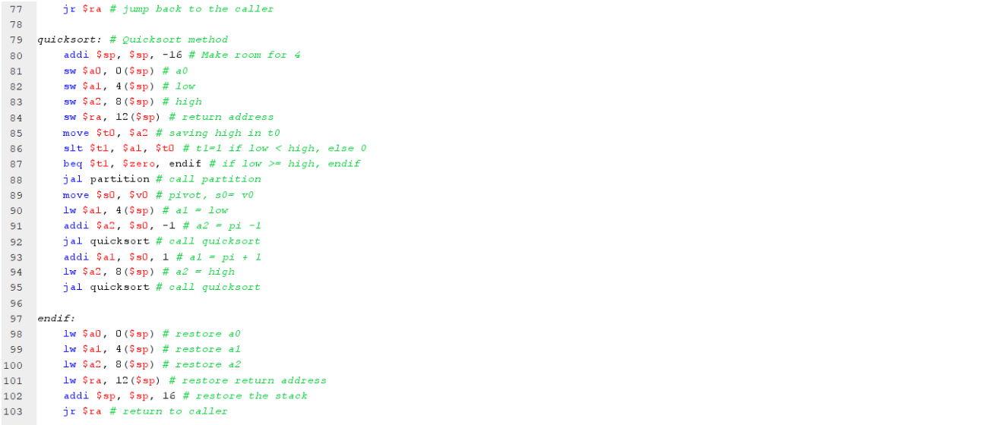 77 jr $ra # jump back to the caller
78
79 quicksort: # Quicksort method
80 addi $sp, $sp, -16 # Make room for 4
81 sw $a0, 0($sp) # a0
82 sw $a1, 4($sp) # low
83 sw $a2, 8($sp) # high
84 sw $ra, 12($sp) # return address
85 move $t0, $a2 # saving high in t0
86 slt $t1, $a1, $t0 # t1=1 if low < high, else 0
87 beq $t1, $zero, endif # if low >= high, endif
88 jal partition # call partition
89 move $s0, $v0 # pivot, s0= v0
90 lw $a1, 4($sp) # a1 = low
91 addi $a2, $s0, -1 # a2 = pi -1
92 jal quicksort # call quicksort
93 addi $a1, $s0, 1 # a1 = pi + 1
94 lw $a2, 8($sp) # a2 = high
95 jal quicksort # call quicksort
96
97 endif:
98 lw $a0, 0($sp) # restore a0
99 lw $a1, 4($sp) # restore a1
100 lw $a2, 8($sp) # restore a2
101 lw $ra, 12($sp) # restore return address
102 addi $sp, $sp, 16 # restore the stack
103 jr $ra # return to caller